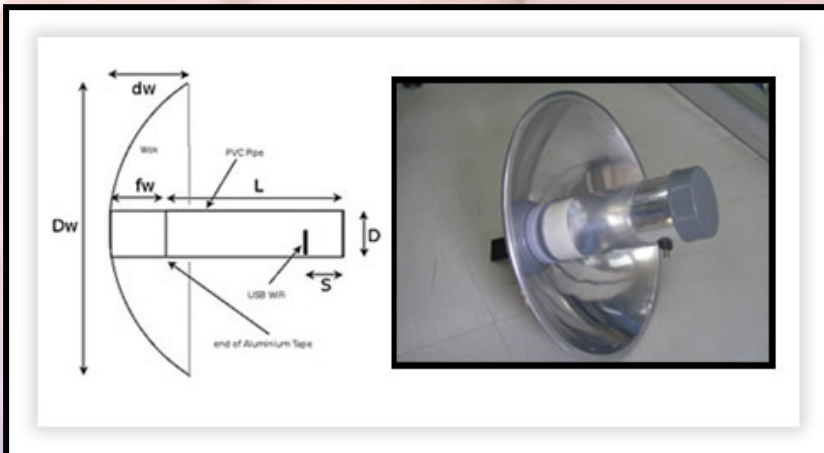 dw
Wok
PVC Pipe
fw
L
Dw
D
S
USB WiFi
end of Aluminium Tape